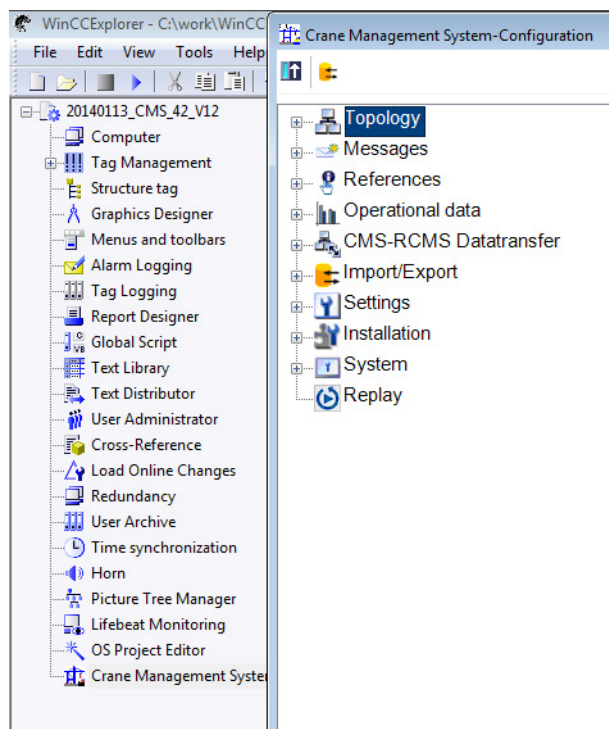 WinCCExplorer - C:\work\WinCC
File Edit View Tools Help
20140113_CMS_42_V12
Computer
Tag Management
Structure tag
Graphics Designer
Menus and toolbars
Alarm Logging
Tag Logging
Report Designer
Global Script
Text Library
Text Distributor
User Administrator
Cross-Reference
Load Online Changes
Redundancy
User Archive
Time synchronization
Horn
Picture Tree Manager
Lifebeat Monitoring
OS Project Editor
Crane Management System
Crane Management System-Configuration
Topology
Messages
References
Operational data
CMS-RCMS Datatransfer
Import/Export
Settings
Installation
System
Replay